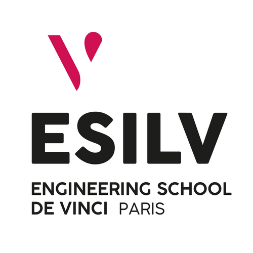 ESILV
ENGINEERING SCHOOL
DE VINCI PARIS